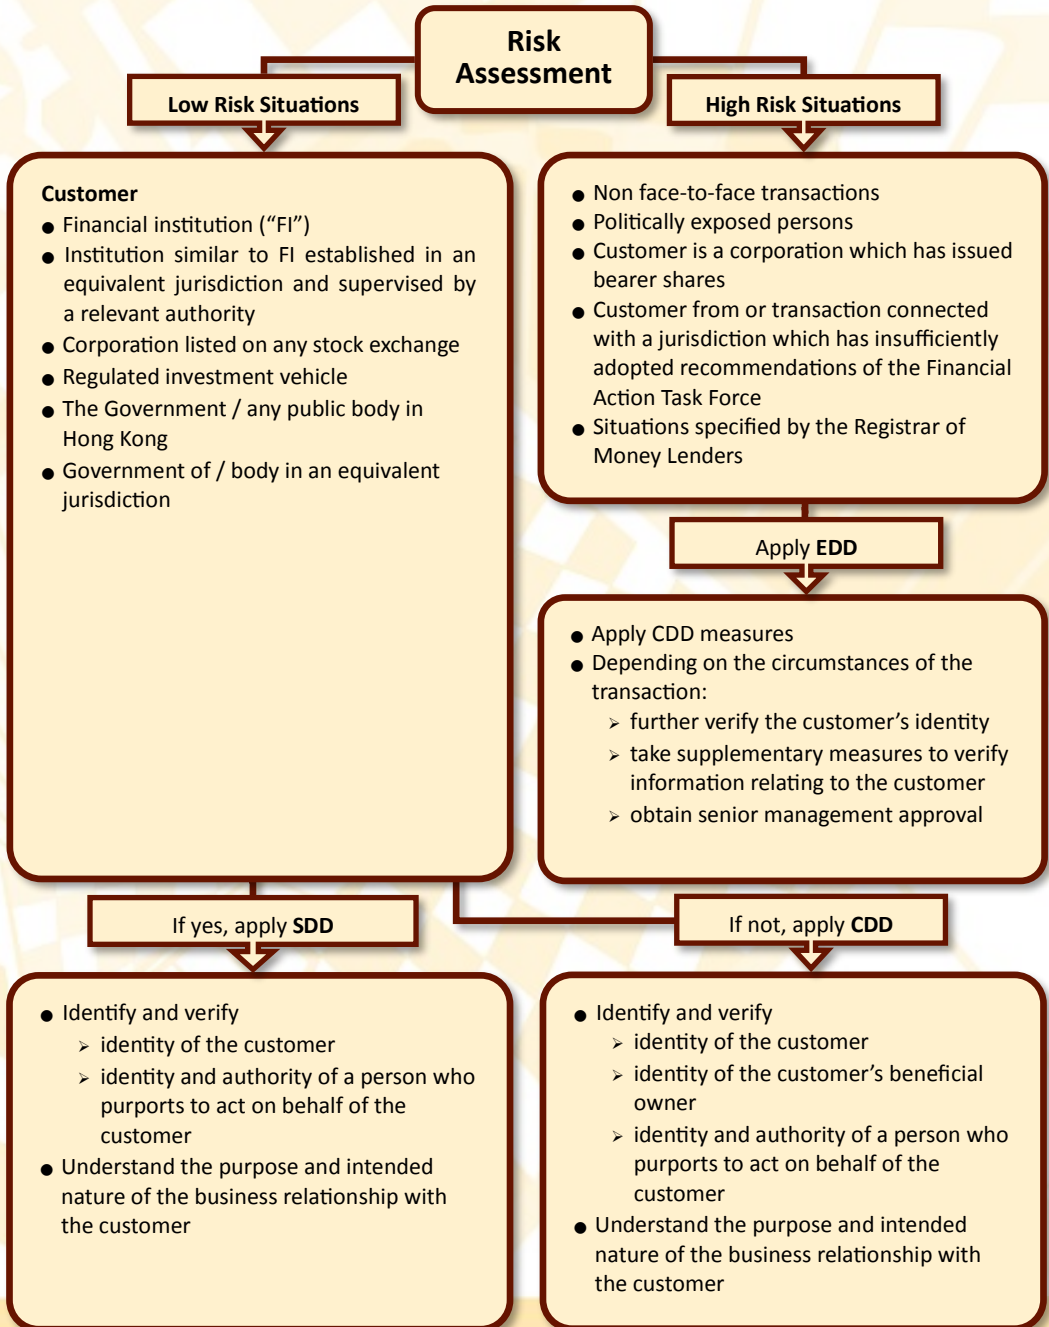 Risk
Assessment
Low Risk Situations
High Risk Situations
Customer
● Financial institution (“FI”)
● Institution similar to FI established in an
equivalent jurisdiction and supervised by
a relevant authority
● Corporation listed on any stock exchange
● Regulated investment vehicle
● The Government / any public body in
Hong Kong
● Government of / body in an equivalent
jurisdiction
● Non face-to-face transactions
● Politically exposed persons
● Customer is a corporation which has issued
bearer shares
● Customer from or transaction connected
with a jurisdiction which has insufficiently
adopted recommendations of the Financial
Action Task Force
● Situations specified by the Registrar of
Money Lenders
Apply EDD
● Apply CDD measures
● Depending on the circumstances of the
transaction:
➢ further verify the customer’s identity
➢ take supplementary measures to verify
information relating to the customer
➢ obtain senior management approval
If yes, apply SDD
If not, apply CDD
● Identify and verify
➢ identity of the customer
➢ identity and authority of a person who
purports to act on behalf of the
customer
● Understand the purpose and intended
nature of the business relationship with
the customer
● Identify and verify
➢ identity of the customer
➢ identity of the customer’s beneficial
owner
➢ identity and authority of a person who
purports to act on behalf of the
customer
● Understand the purpose and intended
nature of the business relationship with
the customer